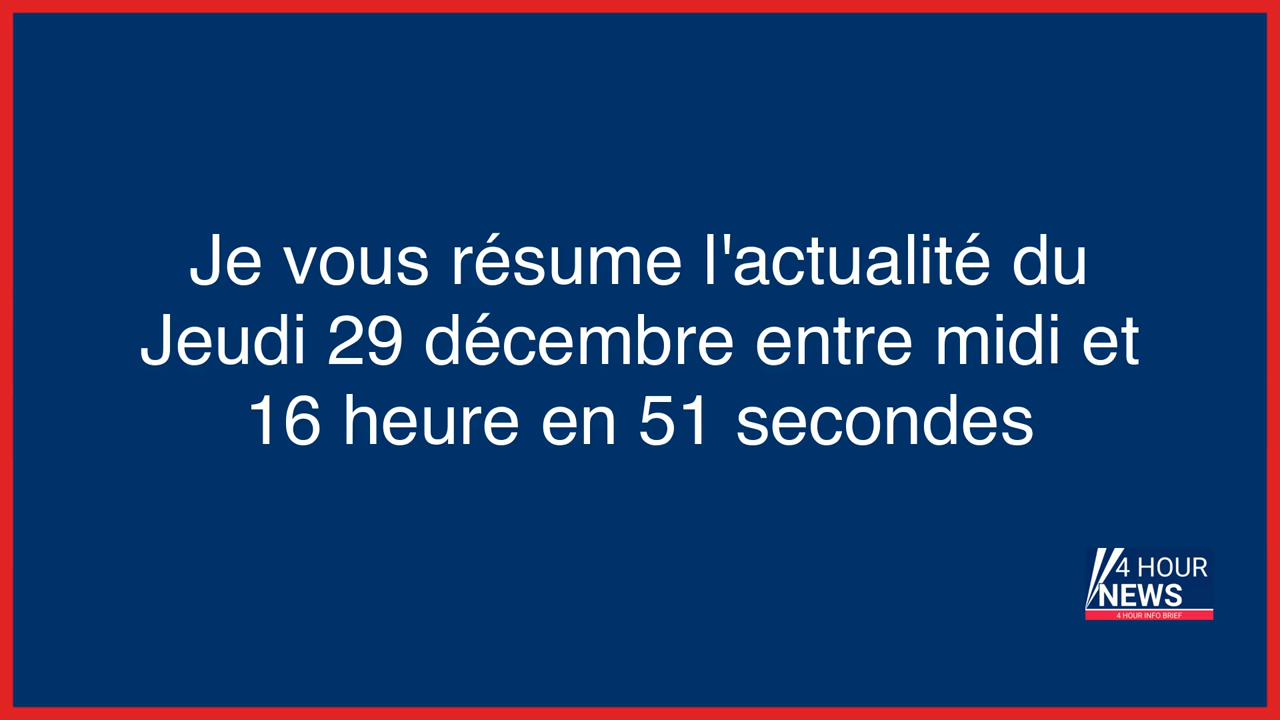 Je vous résume l'actualité du
Jeudi 29 décembre entre midi et
16 heure en 51 secondes
4 HOUR
NEWS
4 HOUR INFO BRIEF